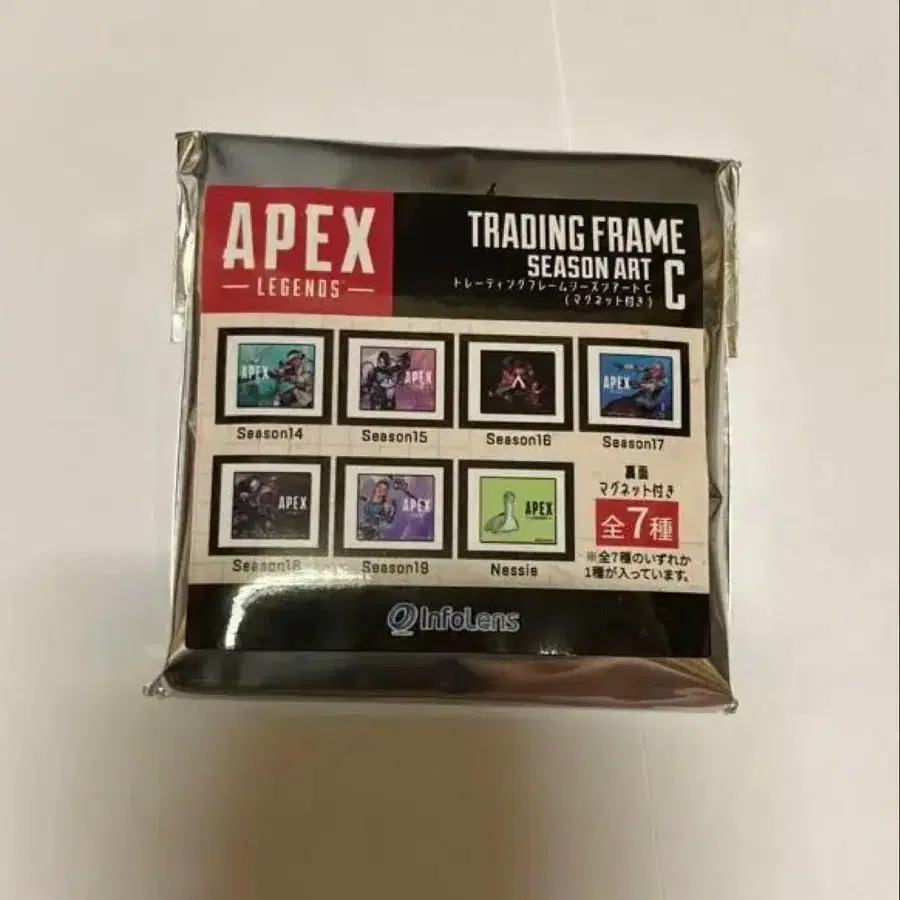 APEX
LEGENDS
TRADING FRAME
SEASON ART C
トレーディングフレームシーズンアートC
(マグネット付き)
APEX
APEX
APEX
Season14
Season15
Season16
Season17
APEX
APEX
APEX
Season18
Season19
Nessie
裏面
マグネット付き
全7種
※全7種のいずれか
1種が入っています。
InfoLens